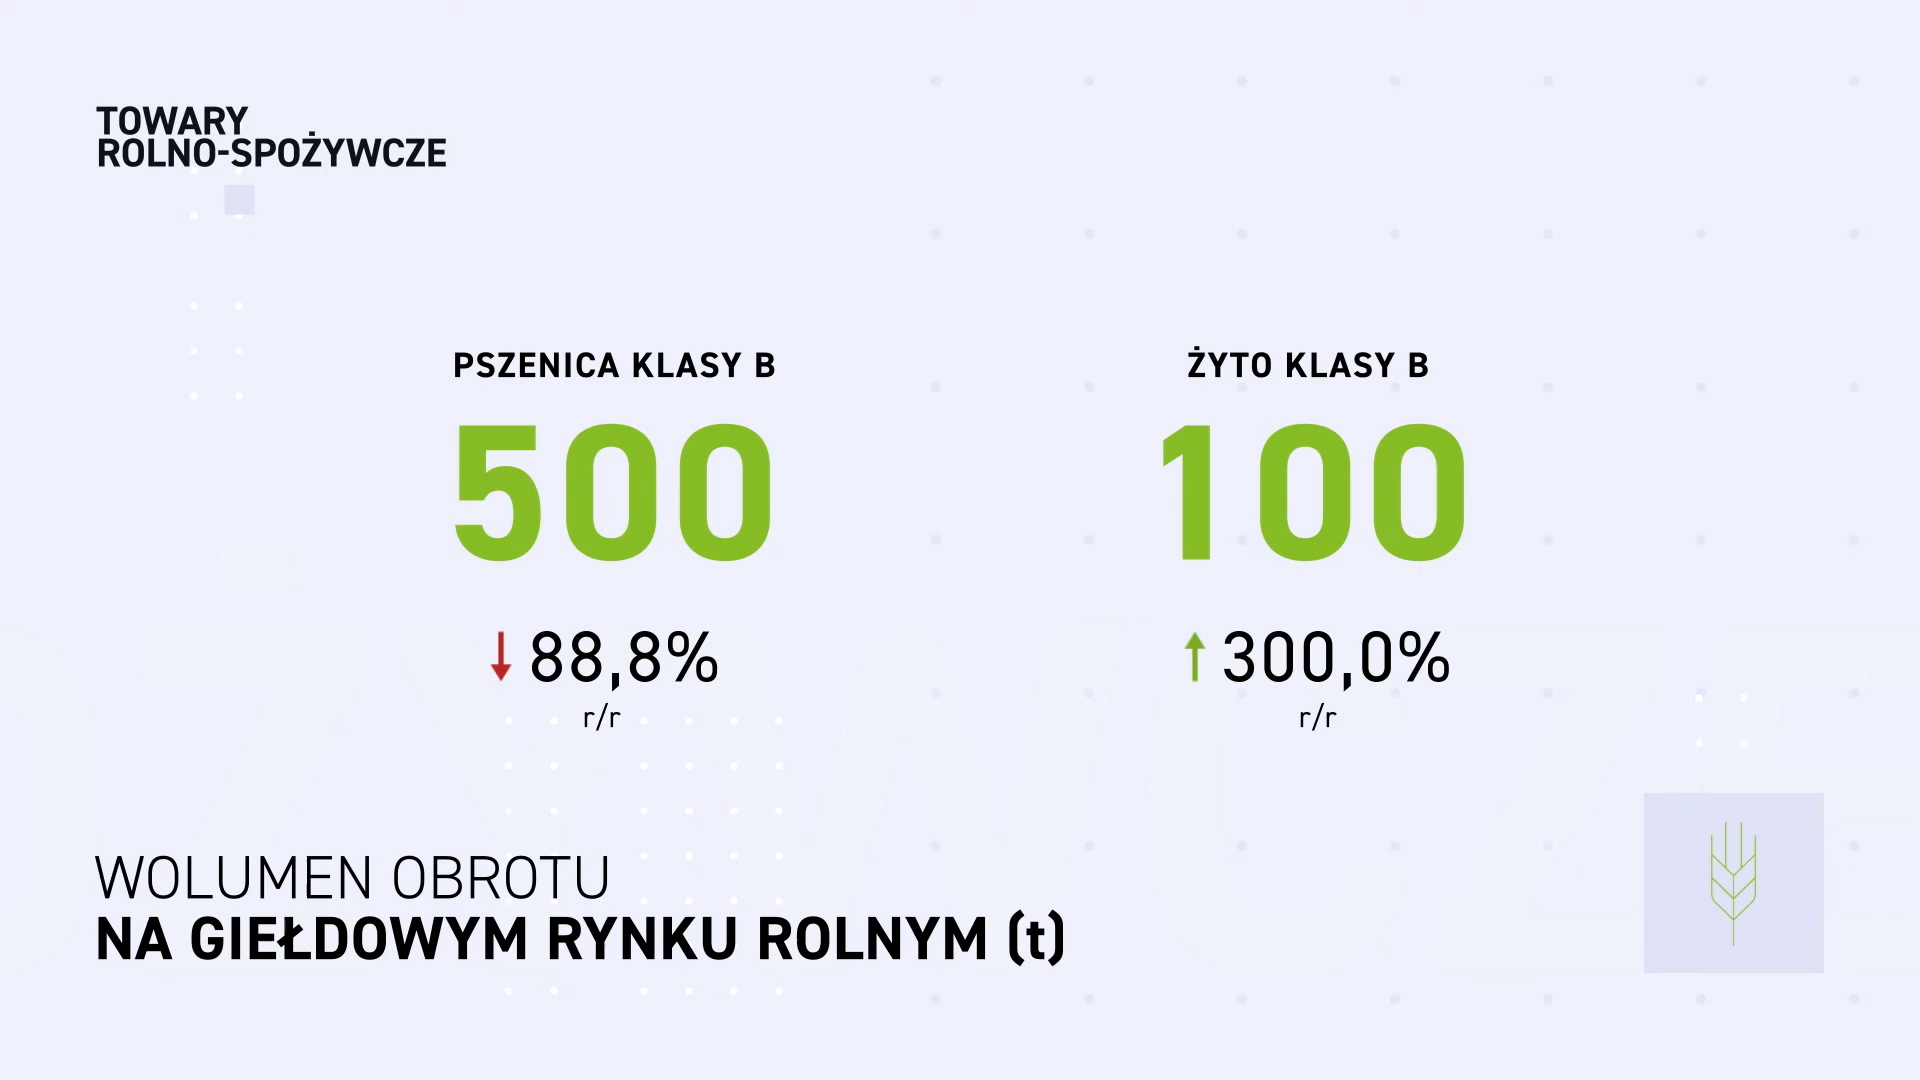 TOWARY
ROLNO-SPOŻYWCZE
PSZENICA KLASY B
500
88,8%
r/r
ŻYTO KLASY B
100
300,0%
r/r
WOLUMEN OBROTU
NA GIEŁDOWYM RYNKU ROLNYM (t)